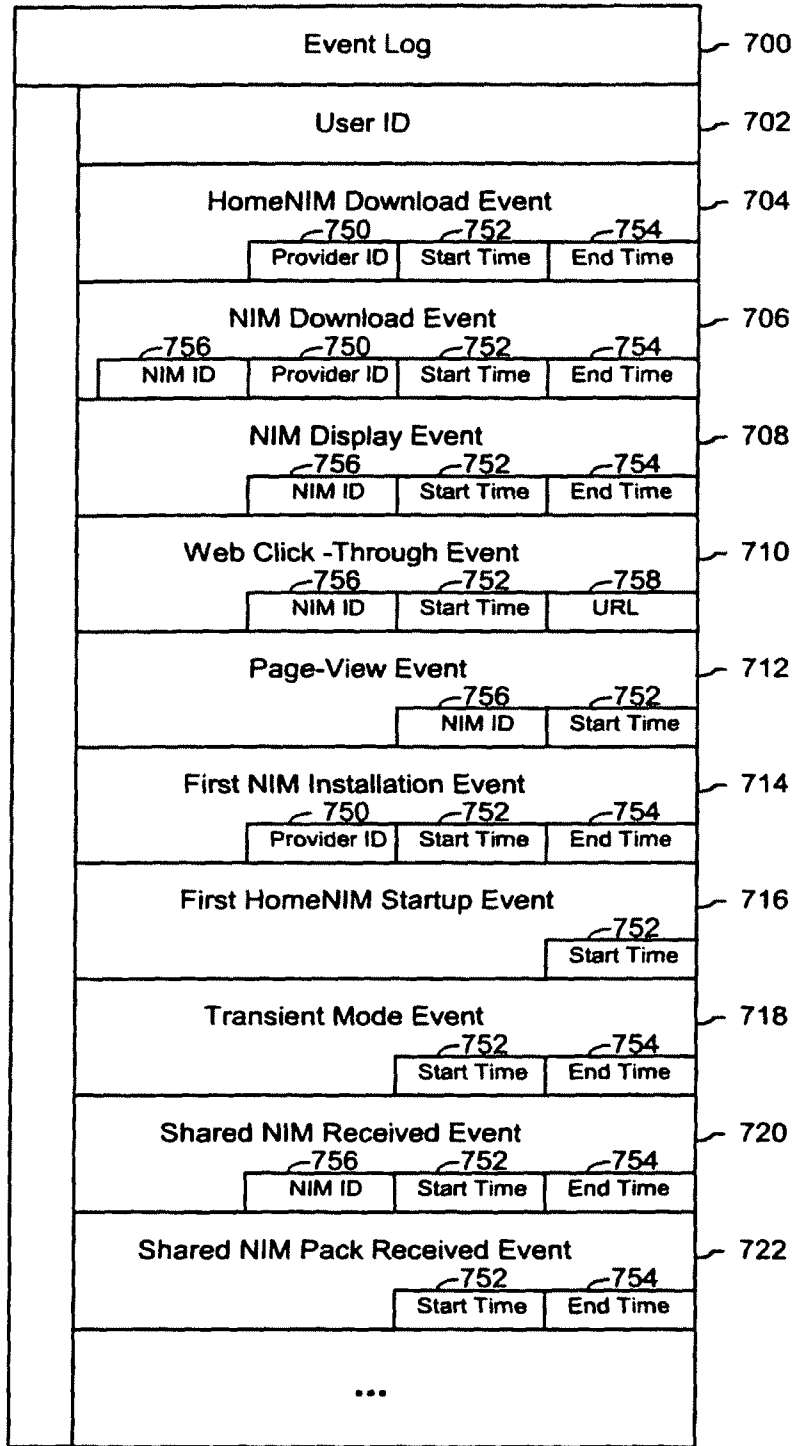 Event Log 700
User ID 702
HomeNIM Download Event 704
750 752 754
Provider ID Start Time End Time
NIM Download Event 706
756 750 752 754
NIM ID Provider ID Start Time End Time
NIM Display Event 708
756 752 754
NIM ID Start Time End Time
Web Click -Through Event 710
756 752 758
NIM ID Start Time URL
Page-View Event 712
756 752
NIM ID Start Time
First NIM Installation Event 714
750 752 754
Provider ID Start Time End Time
First HomeNIM Startup Event 716
752
Start Time
Transient Mode Event 718
752 754
Start Time End Time
Shared NIM Received Event 720
756 752 754
NIM ID Start Time End Time
Shared NIM Pack Received Event 722
752 754
Start Time End Time
...